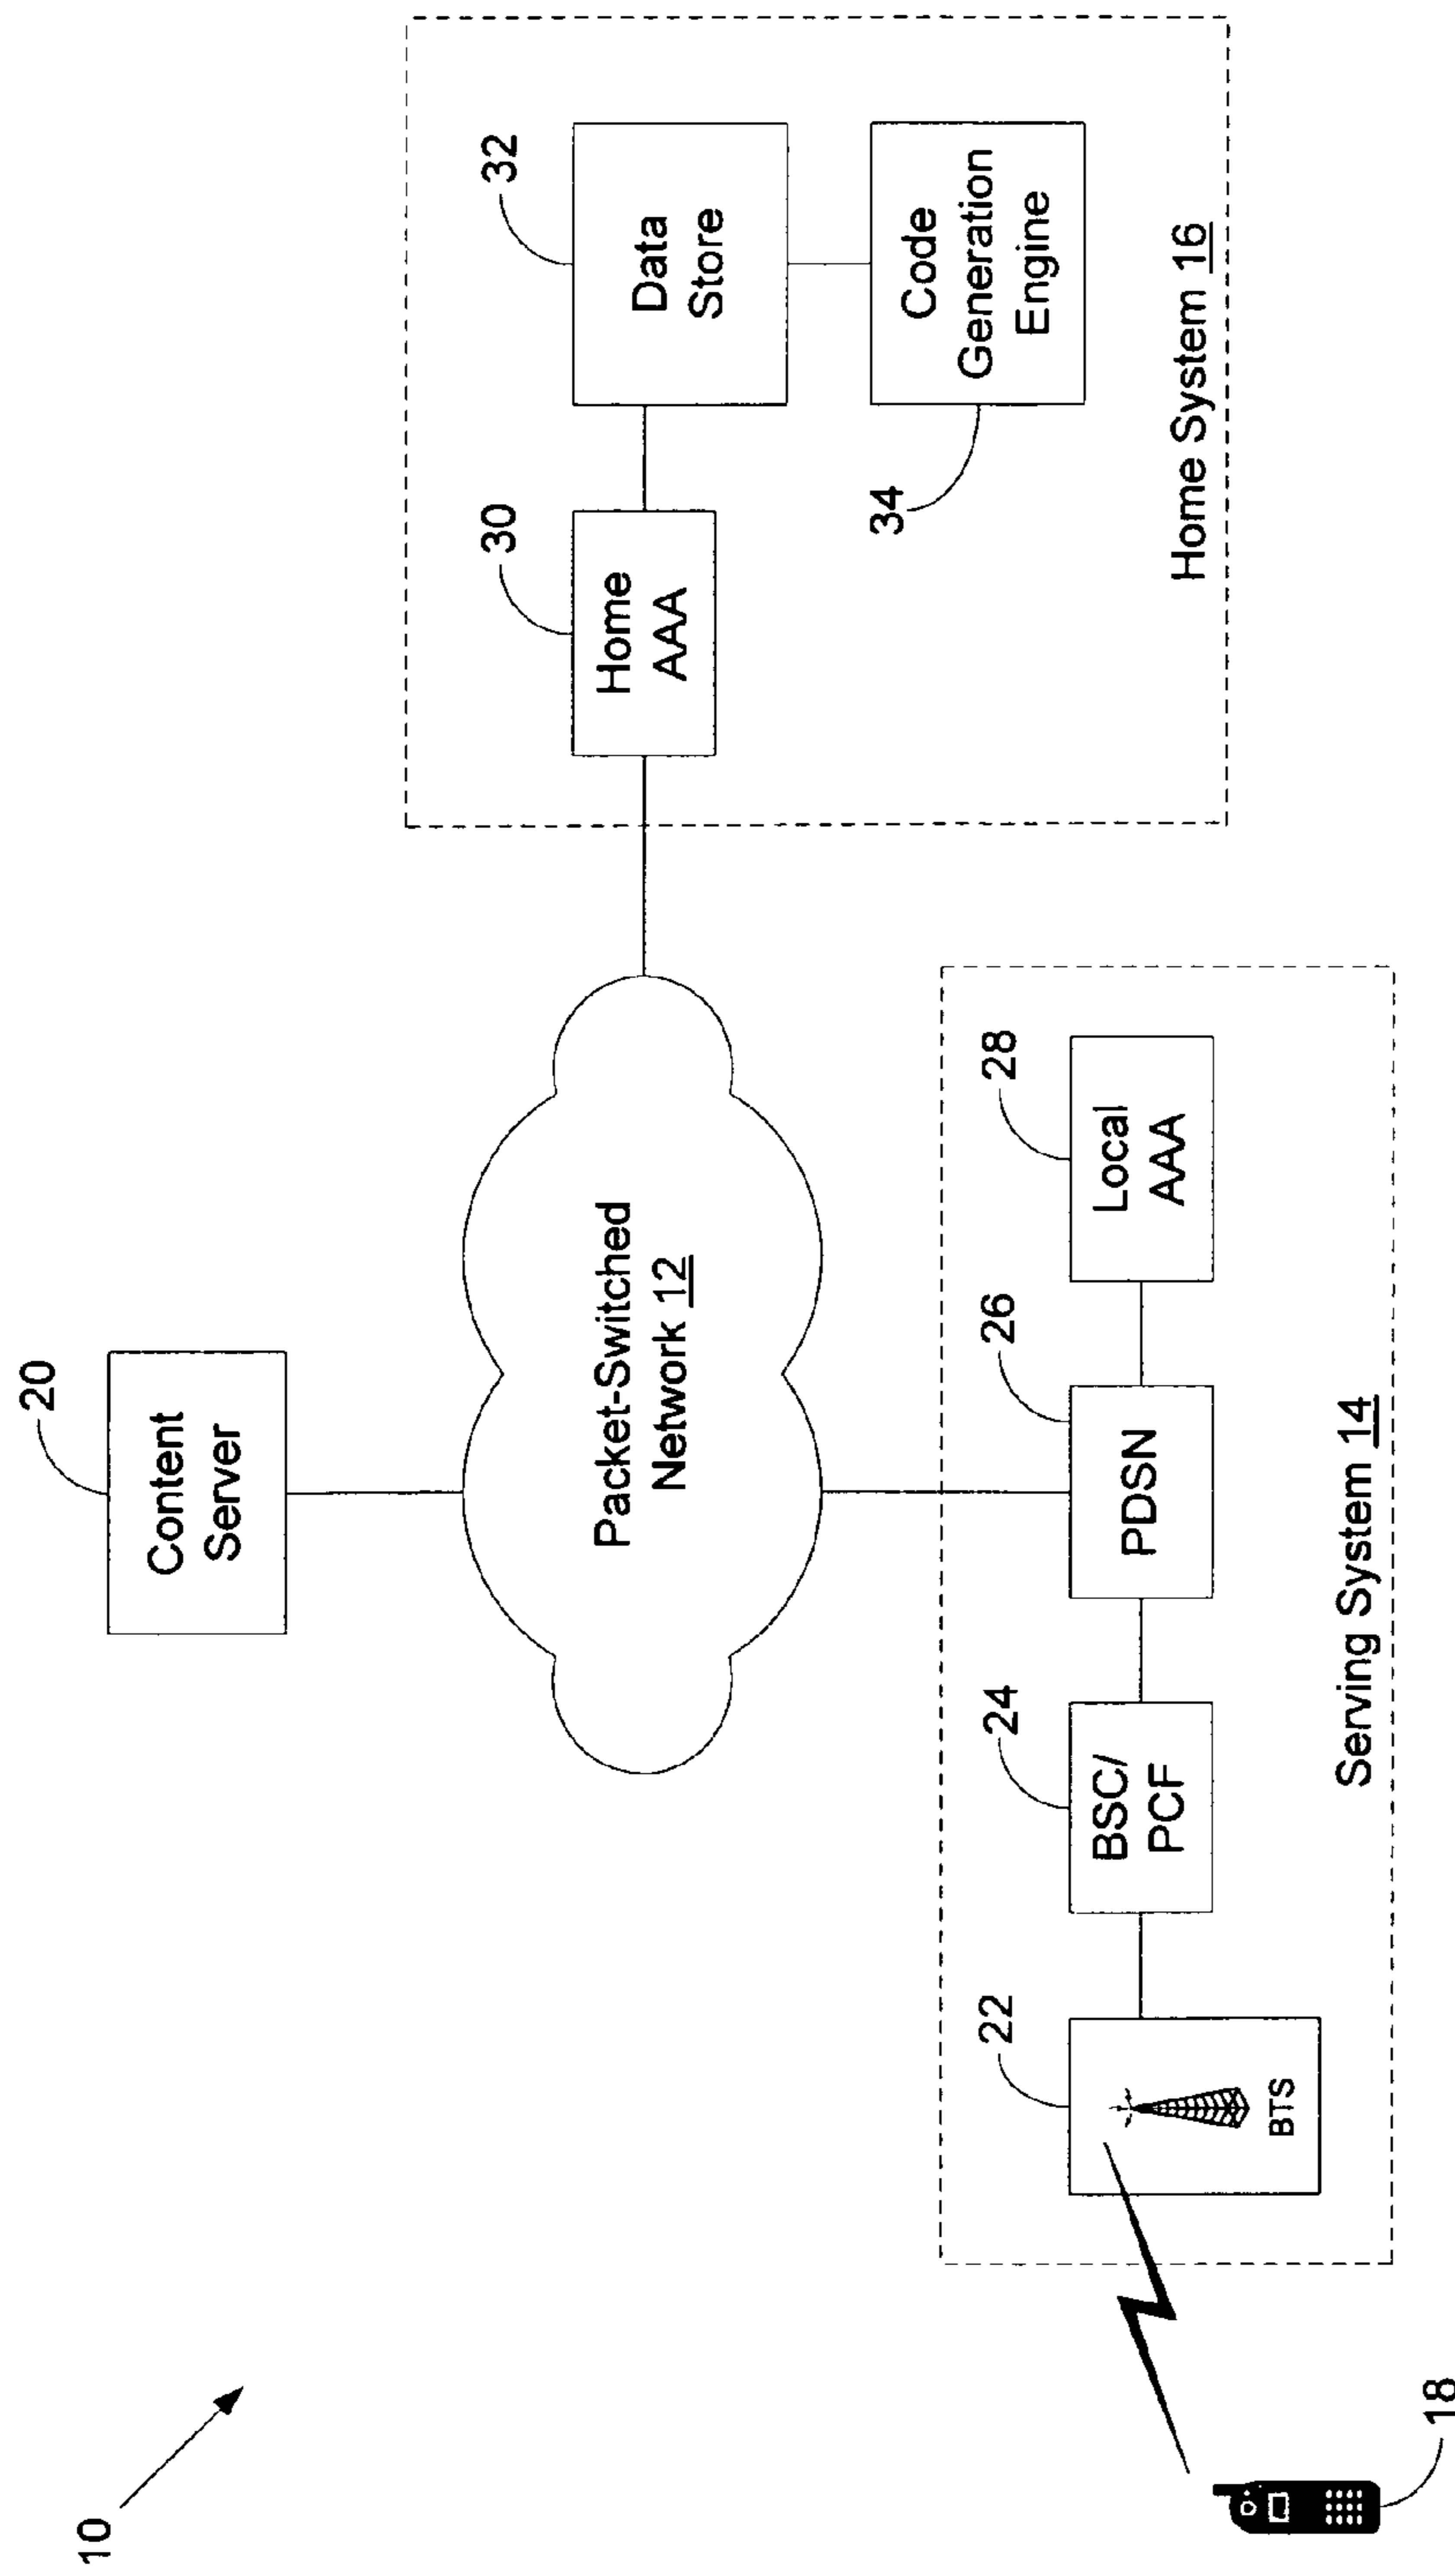 10
20
Content
Server
Packet-Switched
Network 12
30
Home
AAA
32
Data
Store
34
Code
Generation
Engine
Home System 16
18
22
BTS
24
BSC/
PCF
26
PDSN
28
Local
AAA
Serving System 14